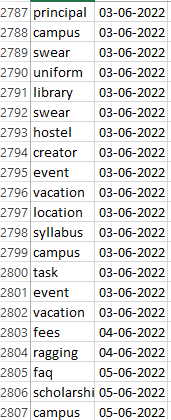 2787 principal 03-06-2022
2788 campus 03-06-2022
2789 swear 03-06-2022
2790 uniform 03-06-2022
2791 library 03-06-2022
2792 swear 03-06-2022
2793 hostel 03-06-2022
2794 creator 03-06-2022
2795 event 03-06-2022
2796 vacation 03-06-2022
2797 location 03-06-2022
2798 syllabus 03-06-2022
2799 campus 03-06-2022
2800 task 03-06-2022
2801 event 03-06-2022
2802 vacation 03-06-2022
2803 fees 04-06-2022
2804 ragging 04-06-2022
2805 faq 05-06-2022
2806 scholarshi 05-06-2022
2807 campus 05-06-2022